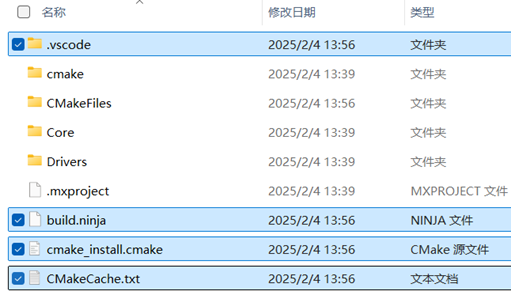 名称 修改日期 类型
.vscode 2025/2/4 13:56 文件夹
cmake 2025/2/4 13:39 文件夹
CMakeFiles 2025/2/4 13:56 文件夹
Core 2025/2/4 13:39 文件夹
Drivers 2025/2/4 13:39 文件夹
.mxproject 2025/2/4 13:39 MXPROJECT 文件
build.ninja 2025/2/4 13:56 NINJA 文件
cmake_install.cmake 2025/2/4 13:56 CMake 源文件
CMakeCache.txt 2025/2/4 13:56 文本文档